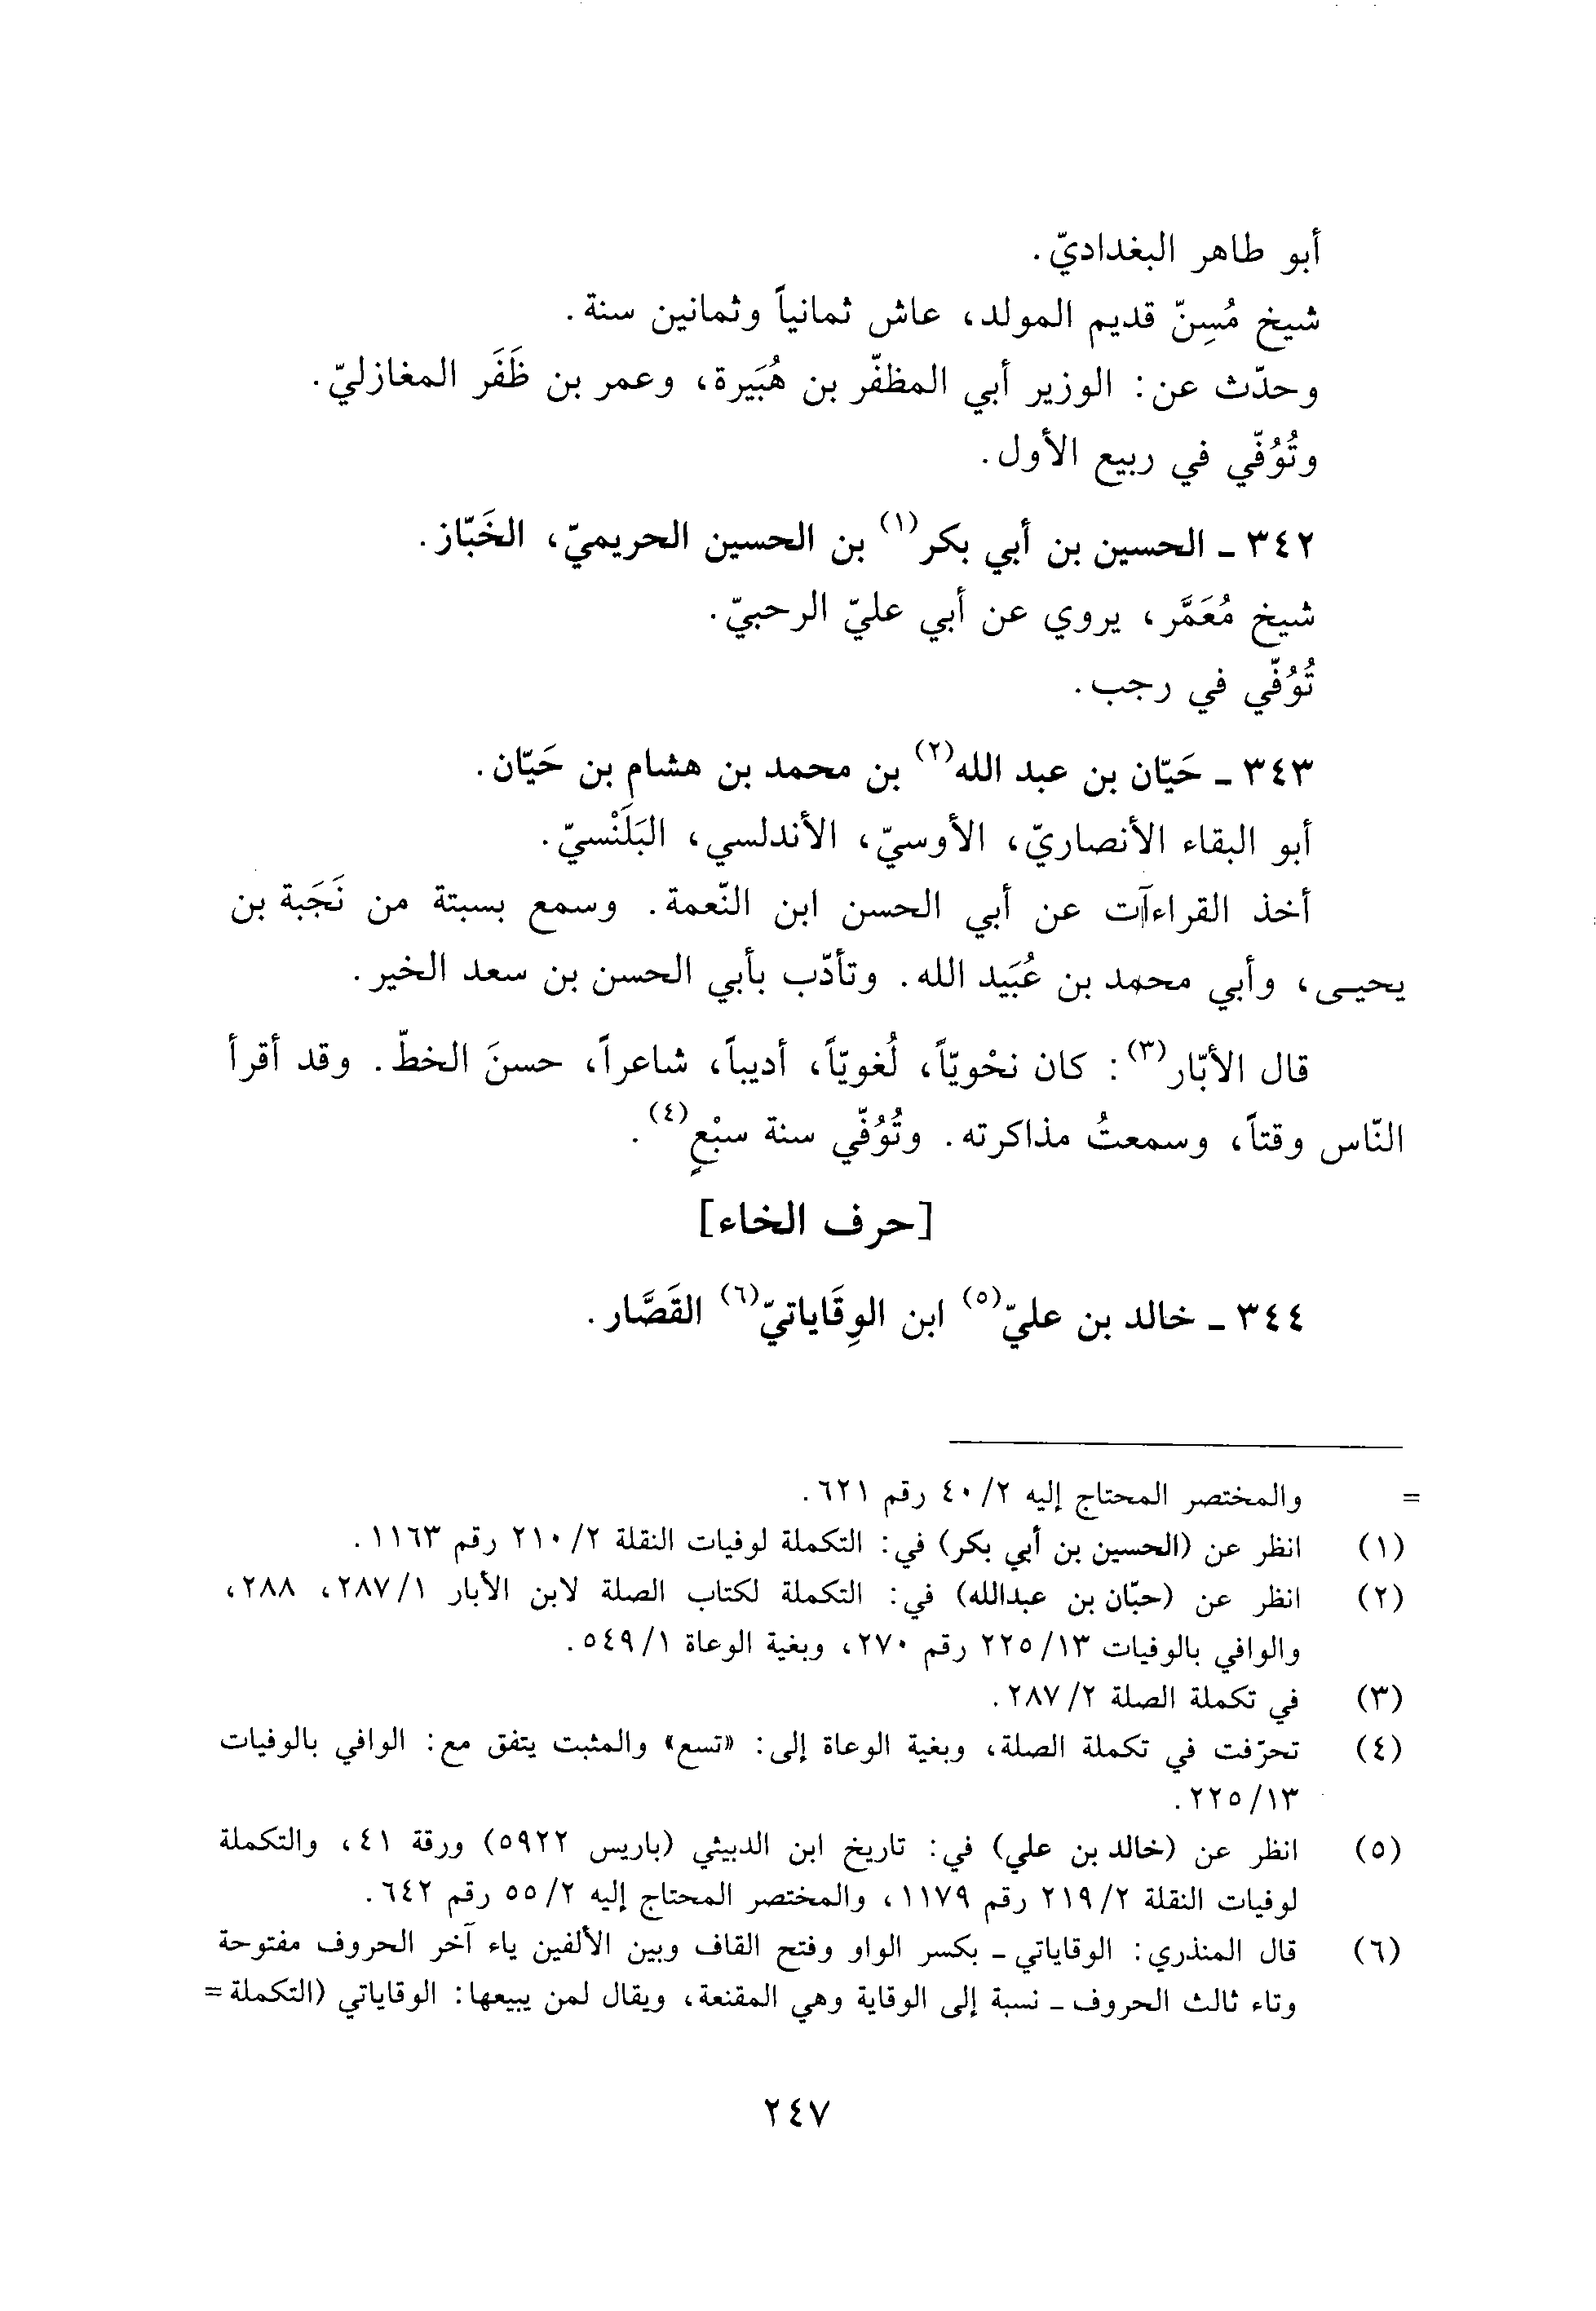 أبو طاهر البغداديّ.
شيخ مُسِنّ قديم المولد، عاش ثمانياً وثمانين سنة.
وحدّث عن: الوزير أبي المظفّر بن هُبَيرة، وعمر بن ظَفَر المغازليّ.
وتُوُفّي في ربيع الأول.
٣٤٢ ـ الحسين بن أبي بكر(١) بن الحسين الحريميّ، الخَبّاز.
شيخ مُعَمَّر، يروي عن أبي عليّ الرحبيّ.
تُوُفّي في رجب.
٣٤٣ ـ حَيّان بن عبد الله(٢) بن محمد بن هشام بن حَيّان.
أبو البقاء الأنصاريّ، الأوسيّ، الأندلسي، البَلَنْسيّ.
أخذ القراءآت عن أبي الحسن ابن النّعمة. وسمع بسبتة من نَجَبة بن
يحيـى، وأبي محمد بن عُبَيد الله. وتأدّب بأبي الحسن بن سعد الخير.
قال الأبّار(٣): كان نحْويّاً، لُغويّاً، أديباً، شاعراً، حسنَ الخطّ. وقد أقرأ
النّاس وقتاً، وسمعتُ مذاكرته. وتُوُفّي سنة سبْعٍ(٤).
[حرف الخاء]
٣٤٤ ـ خالد بن عليّ(٥) ابن الوِقَاياتيّ(٦) القَصَّار.
= والمختصر المحتاج إليه ٢/ ٤٠ رقم ٦٢١.
(١) انظر عن (الحسين بن أبي بكر) في: التكملة لوفيات النقلة ٢/ ٢١٠ رقم ١١٦٣.
(٢) انظر عن (حبّان بن عبدالله) في: التكملة لكتاب الصلة لابن الأبار ١/ ٢٨٧، ٢٨٨،
والوافي بالوفيات ١٣/ ٢٢٥ رقم ٢٧٠، وبغية الوعاة ١/ ٥٤٩.
(٣) في تكملة الصلة ٢/ ٢٨٧.
(٤) تحرّفت في تكملة الصلة، وبغية الوعاة إلى: «تسع» والمثبت يتفق مع: الوافي بالوفيات
١٣/ ٢٢٥.
(٥) انظر عن (خالد بن علي) في: تاريخ ابن الدبيثي (باريس ٥٩٢٢) ورقة ٤١، والتكملة
لوفيات النقلة ٢/ ٢١٩ رقم ١١٧٩، والمختصر المحتاج إليه ٢/ ٥٥ رقم ٦٤٢.
(٦) قال المنذري: الوقاياتي ـ بكسر الواو وفتح القاف وبين الألفين ياء آخر الحروف مفتوحة
وتاء ثالث الحروف ـ نسبة إلى الوقاية وهي المقنعة، ويقال لمن يبيعها: الوقاياتي (التكملة =
٢٤٧